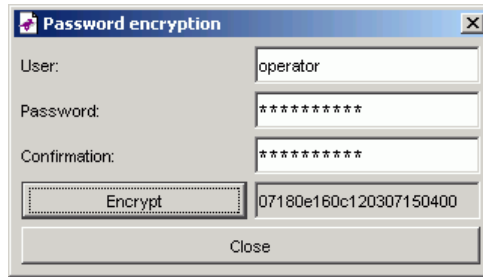 Password encryption
User: operator
Password: **********
Confirmation: **********
Encrypt 07180e160c120307150400
Close